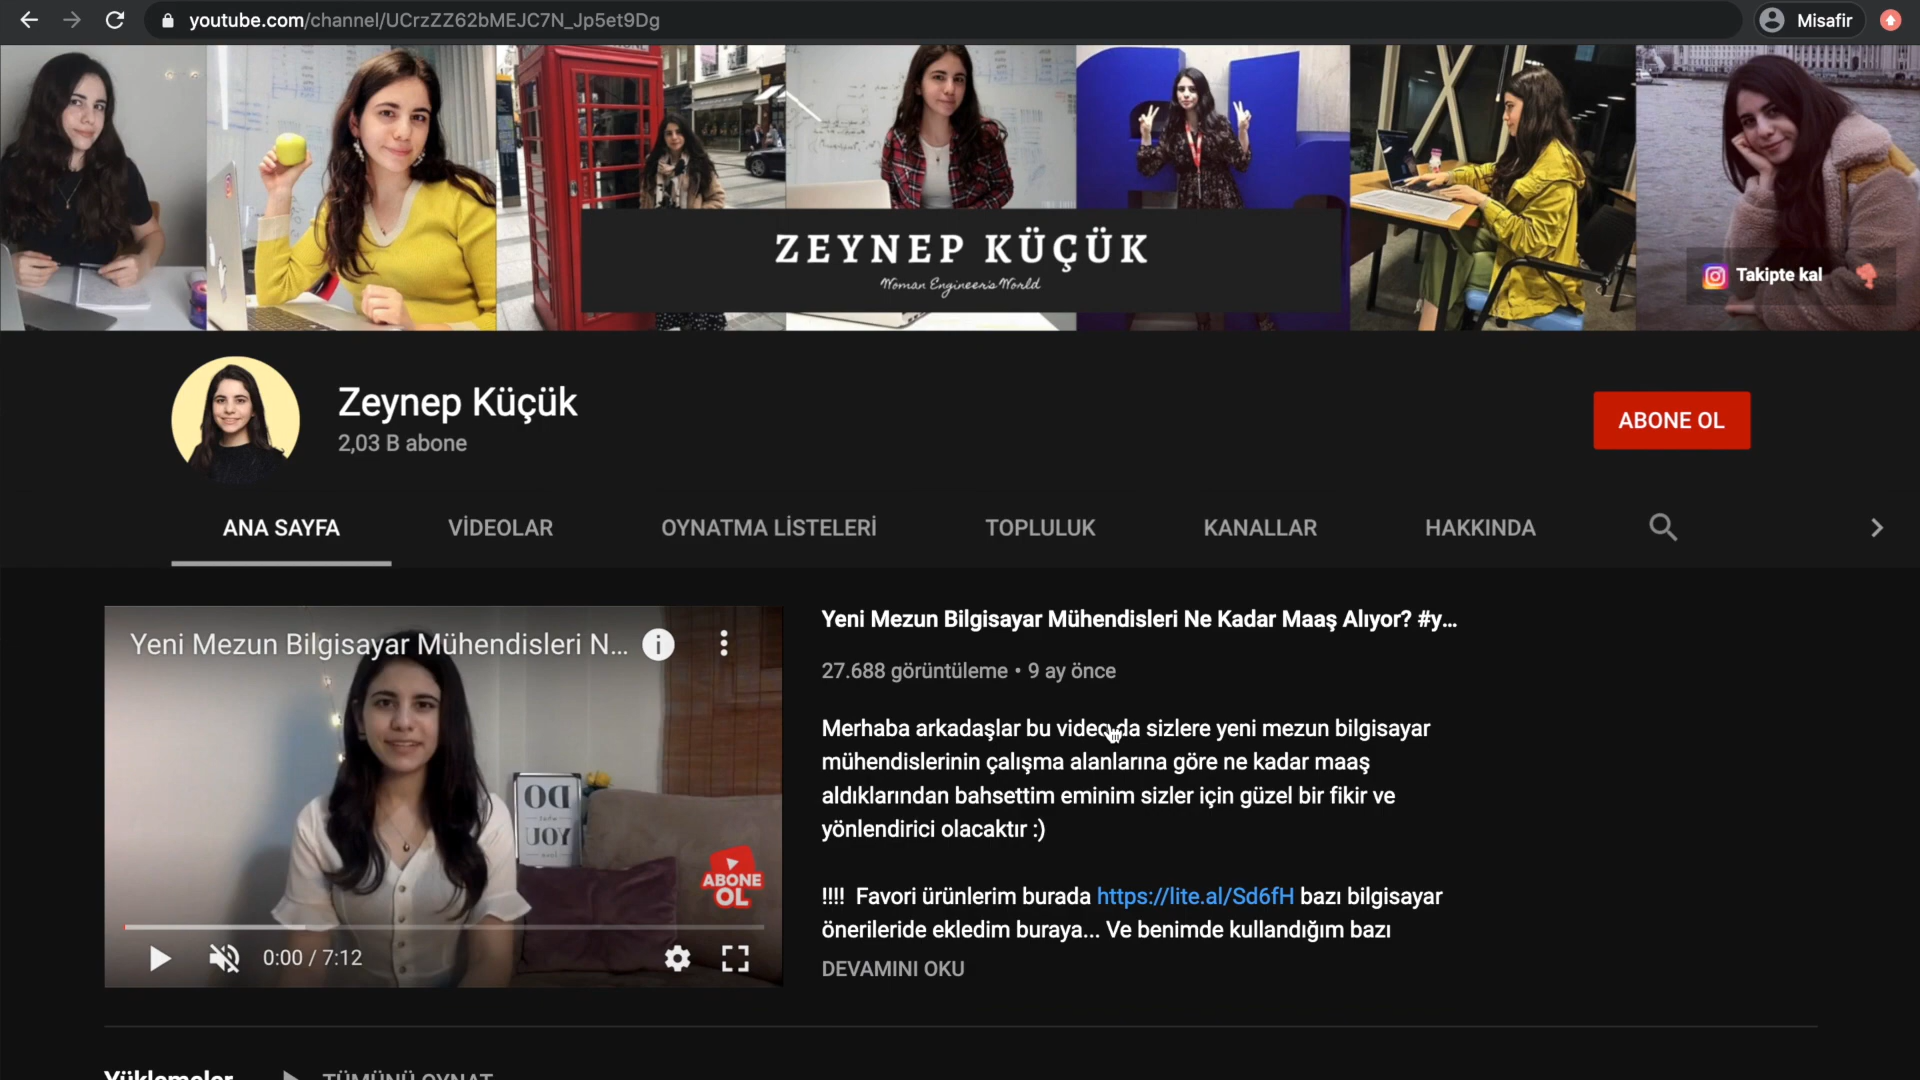 youtube.com/channel/UCrzZZ62bMEJC7N_Jp5et9Dg
Misafir
ZEYNEP KÜÇÜK
Woman Engineer's World
Takipte kal
Zeynep Küçük
2,03 B abone
ABONE OL
ANA SAYFA
VİDEOLAR
OYNATMA LİSTELERİ
TOPLULUK
KANALLAR
HAKKINDA
Yeni Mezun Bilgisayar Mühendisleri N...
DO
YOU
ABONE
OL
0:00 / 7:12
Yeni Mezun Bilgisayar Mühendisleri Ne Kadar Maaş Alıyor? #y...
27.688 görüntüleme • 9 ay önce
Merhaba arkadaşlar bu videoda sizlere yeni mezun bilgisayar
mühendislerinin çalışma alanlarına göre ne kadar maaş
aldıklarından bahsettim eminim sizler için güzel bir fikir ve
yönlendirici olacaktır :)
!!!! Favori ürünlerim burada https://lite.al/Sd6fH bazı bilgisayar
önerileride ekledim buraya... Ve benimde kullandığım bazı
DEVAMINI OKU
Yüklemeler
TÜMÜNÜ OYNAT